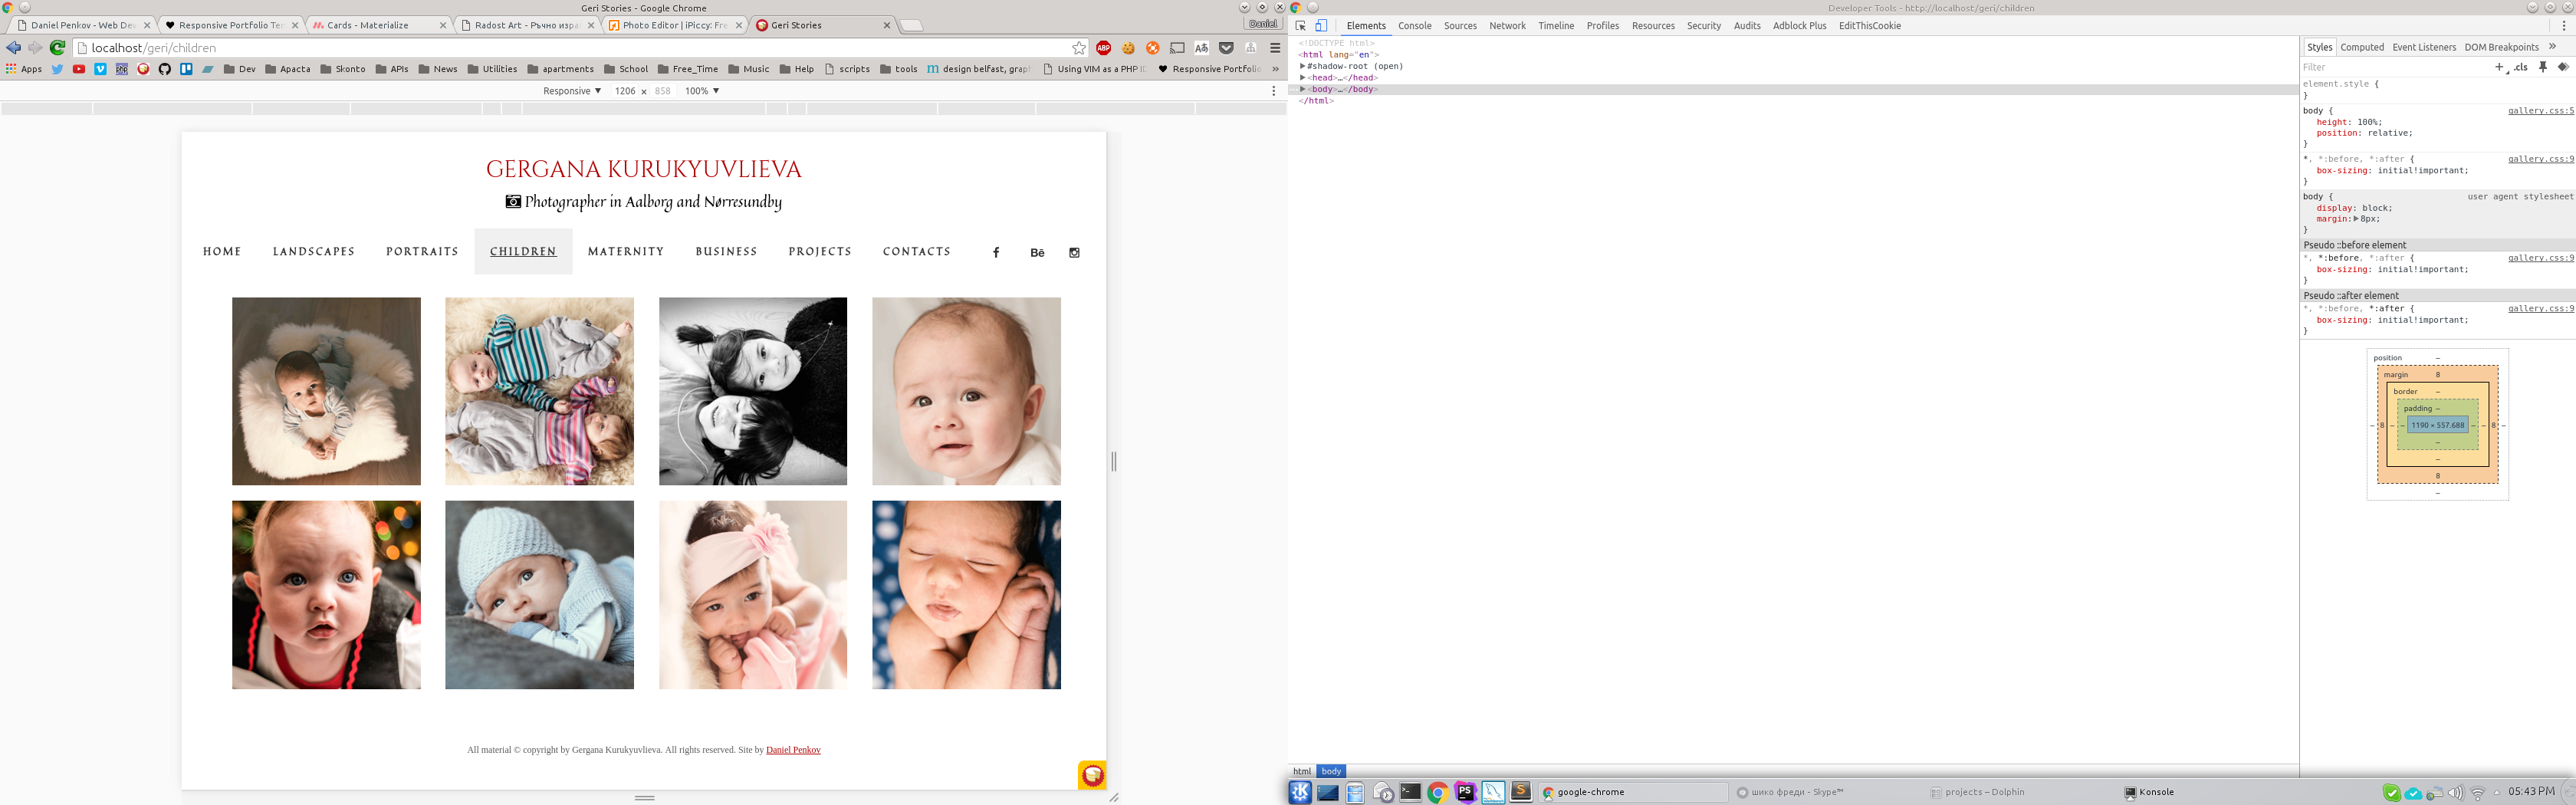 Geri Stories - Google Chrome
Developer Tools - http://localhost/geri/children
Daniel Penkov - Web De
Responsive Portfolio Te
Cards - Materialize
Radost Art - Ръчно изра
Photo Editor | iPiccy: Fre
Geri Stories
Daniel
localhost/geri/children
ABP
Apps
php
Dev
Apacta
Skonto
APIs
News
Utilities
apartments
School
Free_Time
Music
Help
scripts
tools
design belfast, grap
Using VIM as a PHP I
Responsive Portfolio
»
Responsive ▼ 1206 × 858 100% ▼
GERGANA KURUKYUVLIEVA
Photographer in Aalborg and Nørresundby
HOME LANDSCAPES PORTRAITS CHILDREN MATERNITY BUSINESS PROJECTS CONTACTS
All material © copyright by Gergana Kurukyuvlieva. All rights reserved. Site by Daniel Penkov
Elements Console Sources Network Timeline Profiles Resources Security Audits Adblock Plus EditThisCookie
<!DOCTYPE html>
<html lang="en">
▶#shadow-root (open)
▶<head>…</head>
▶<body>…</body>
</html>
html body
Styles Computed Event Listeners DOM Breakpoints »
Filter + .cls
element.style {
}
body { gallery.css:5
height: 100%;
position: relative;
}
*, *:before, *:after { gallery.css:9
box-sizing: initial!important;
}
body { user agent stylesheet
display: block;
margin:▶8px;
}
Pseudo ::before element
*, *:before, *:after { gallery.css:9
box-sizing: initial!important;
}
Pseudo ::after element
*, *:before, *:after { gallery.css:9
box-sizing: initial!important;
}
position –
margin 8
border –
padding –
– 8 – – 1190 × 557.688 – – 8 –
–
–
8
–
google-chrome
шико фреди - Skype™
projects – Dolphin
Konsole
05:43 PM